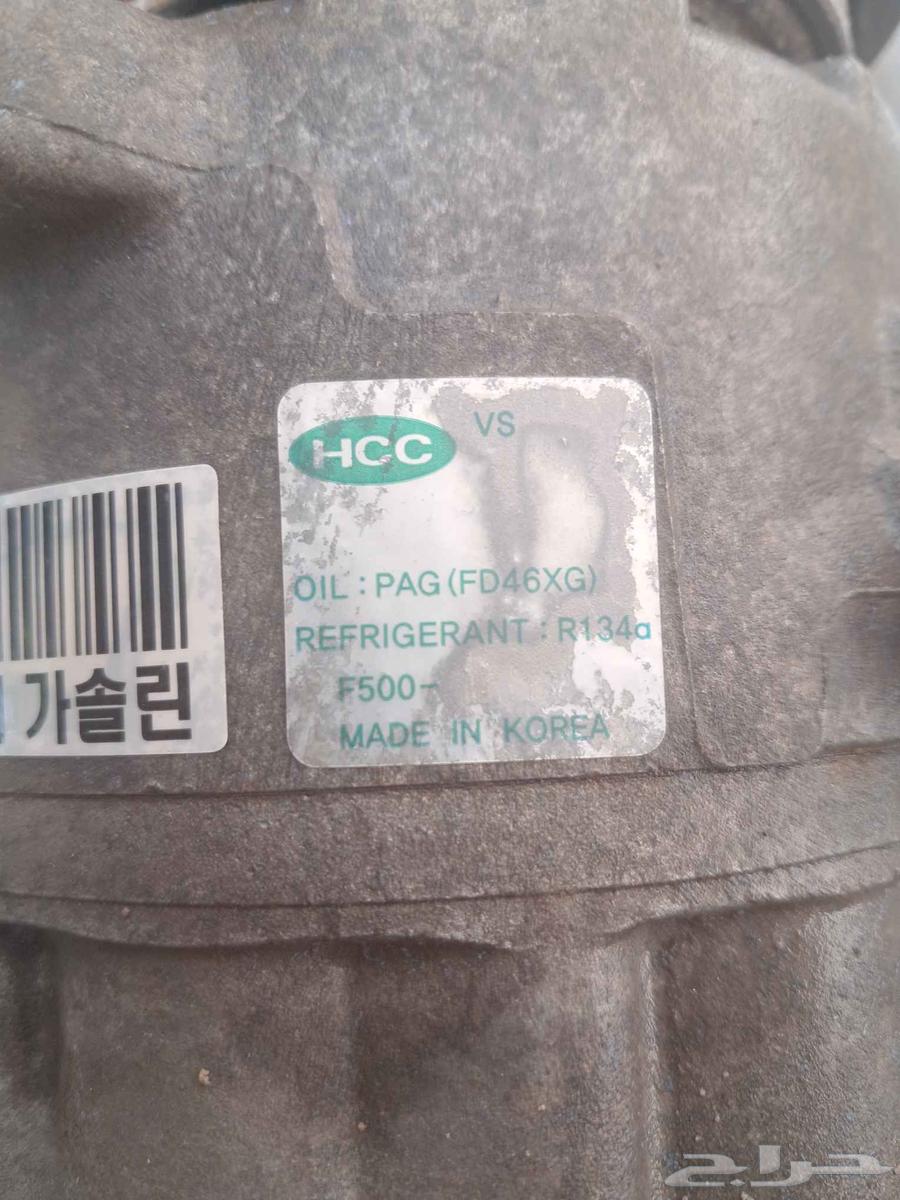 HCC VS
OIL : PAG (FD46XG)
REFRIGERANT : R134a
F500-
MADE IN KOREA
가솔린
حراج